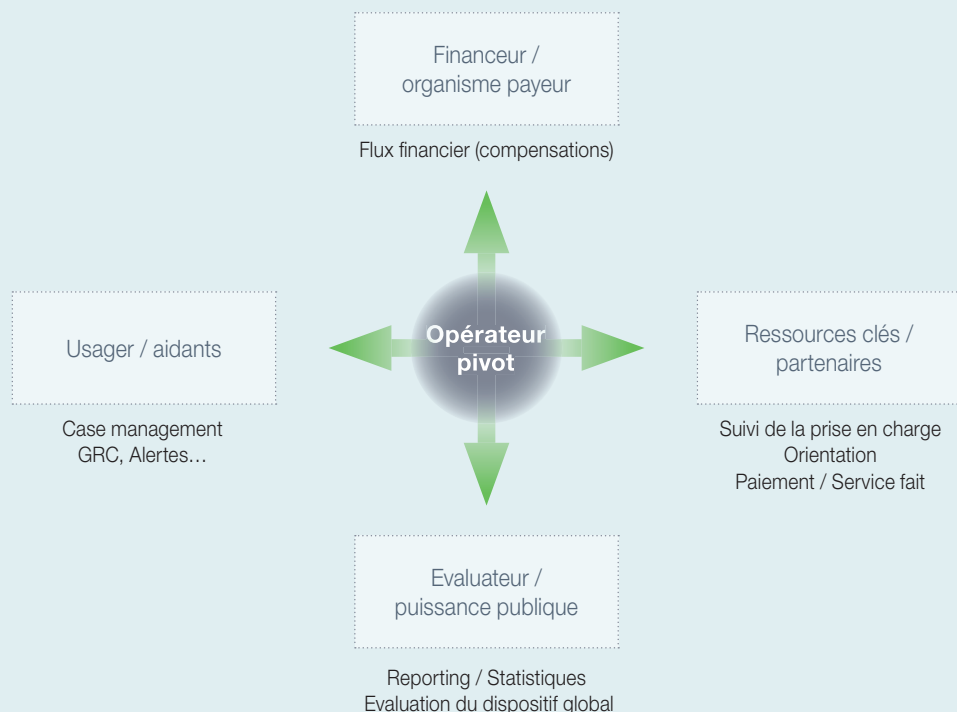 Financeur /
organisme payeur
Flux financier (compensations)
Usager / aidants
Case management
GRC, Alertes…
Opérateur
pivot
Ressources clés /
partenaires
Suivi de la prise en charge
Orientation
Paiement / Service fait
Evaluateur /
puissance publique
Reporting / Statistiques
Evaluation du dispositif global